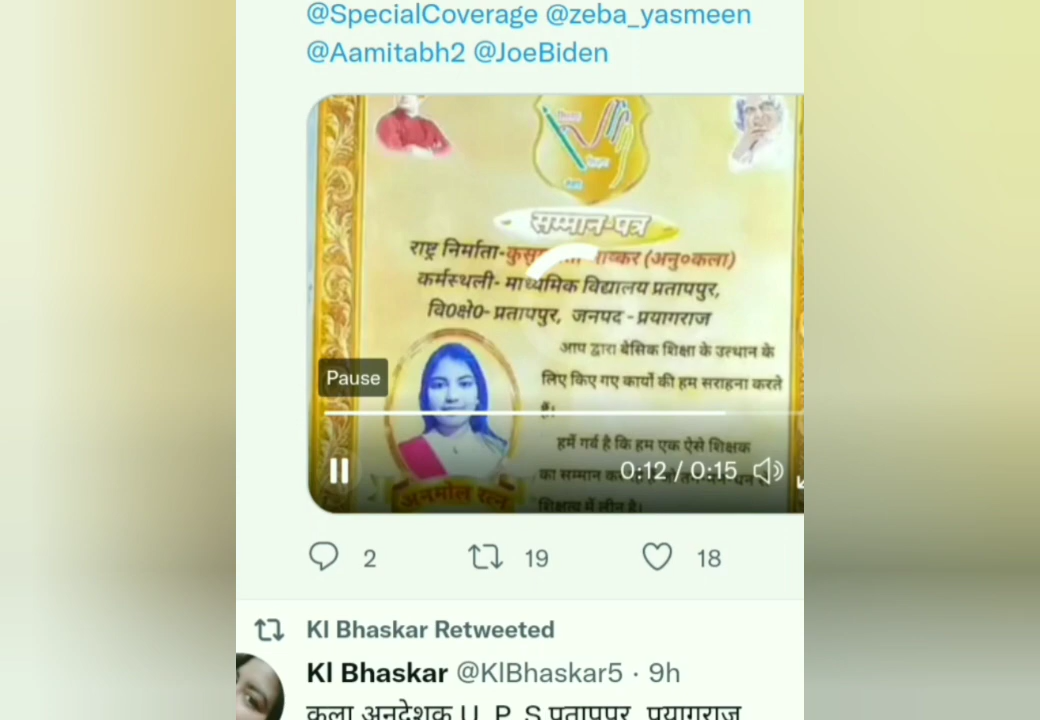 @SpecialCoverage @zeba_yasmeen
@Aamitabh2 @JoeBiden
सम्मान-पत्र
राष्ट्र निर्माता- (अनु०कला)
कर्मस्थली- माध्यमिक विद्यालय प्रतापपुर,
वि0क्षे0- प्रतापपुर, जनपद - प्रयागराज
आप द्वारा बेसिक शिक्षा के उत्थान के
लिए किए गए कार्यो की हम सराहना करते
हैं।
हमें गर्व है कि हम एक ऐसे शिक्षक
का सम्मान
शिक्षत्व में लीन है।
अनमोल रत्न
Pause
0:12 / 0:15
2 19 18
Kl Bhaskar Retweeted
Kl Bhaskar @KlBhaskar5 · 9h
कला अनुदेशक U. P. S प्रतापपुर, प्रयागराज